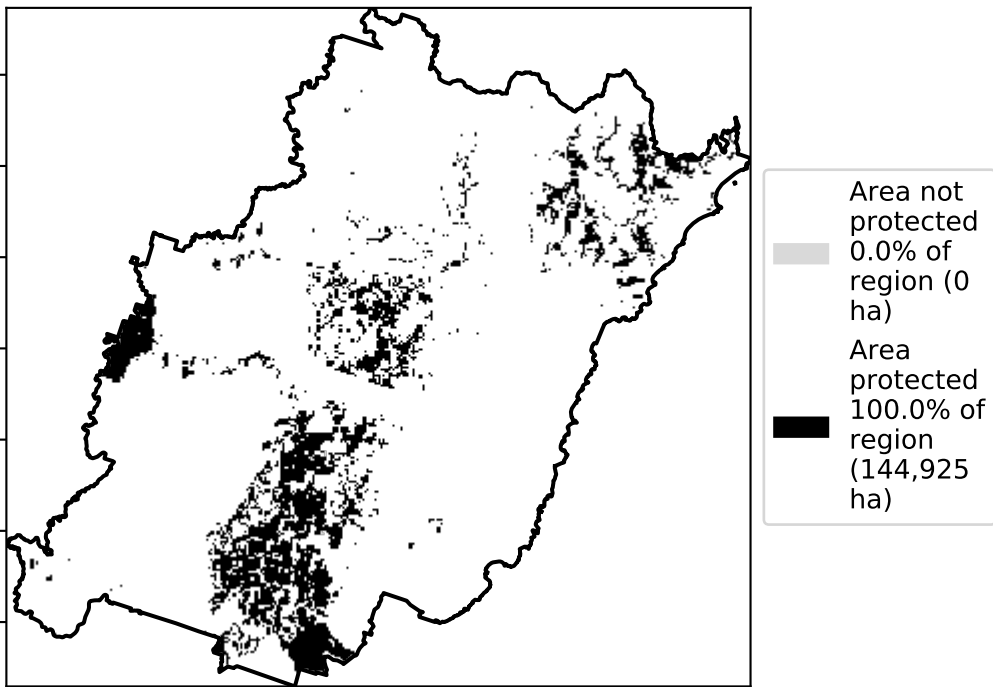 Area not
protected
0.0% of
region (0
ha)
Area
protected
100.0% of
region
(144,925
ha)